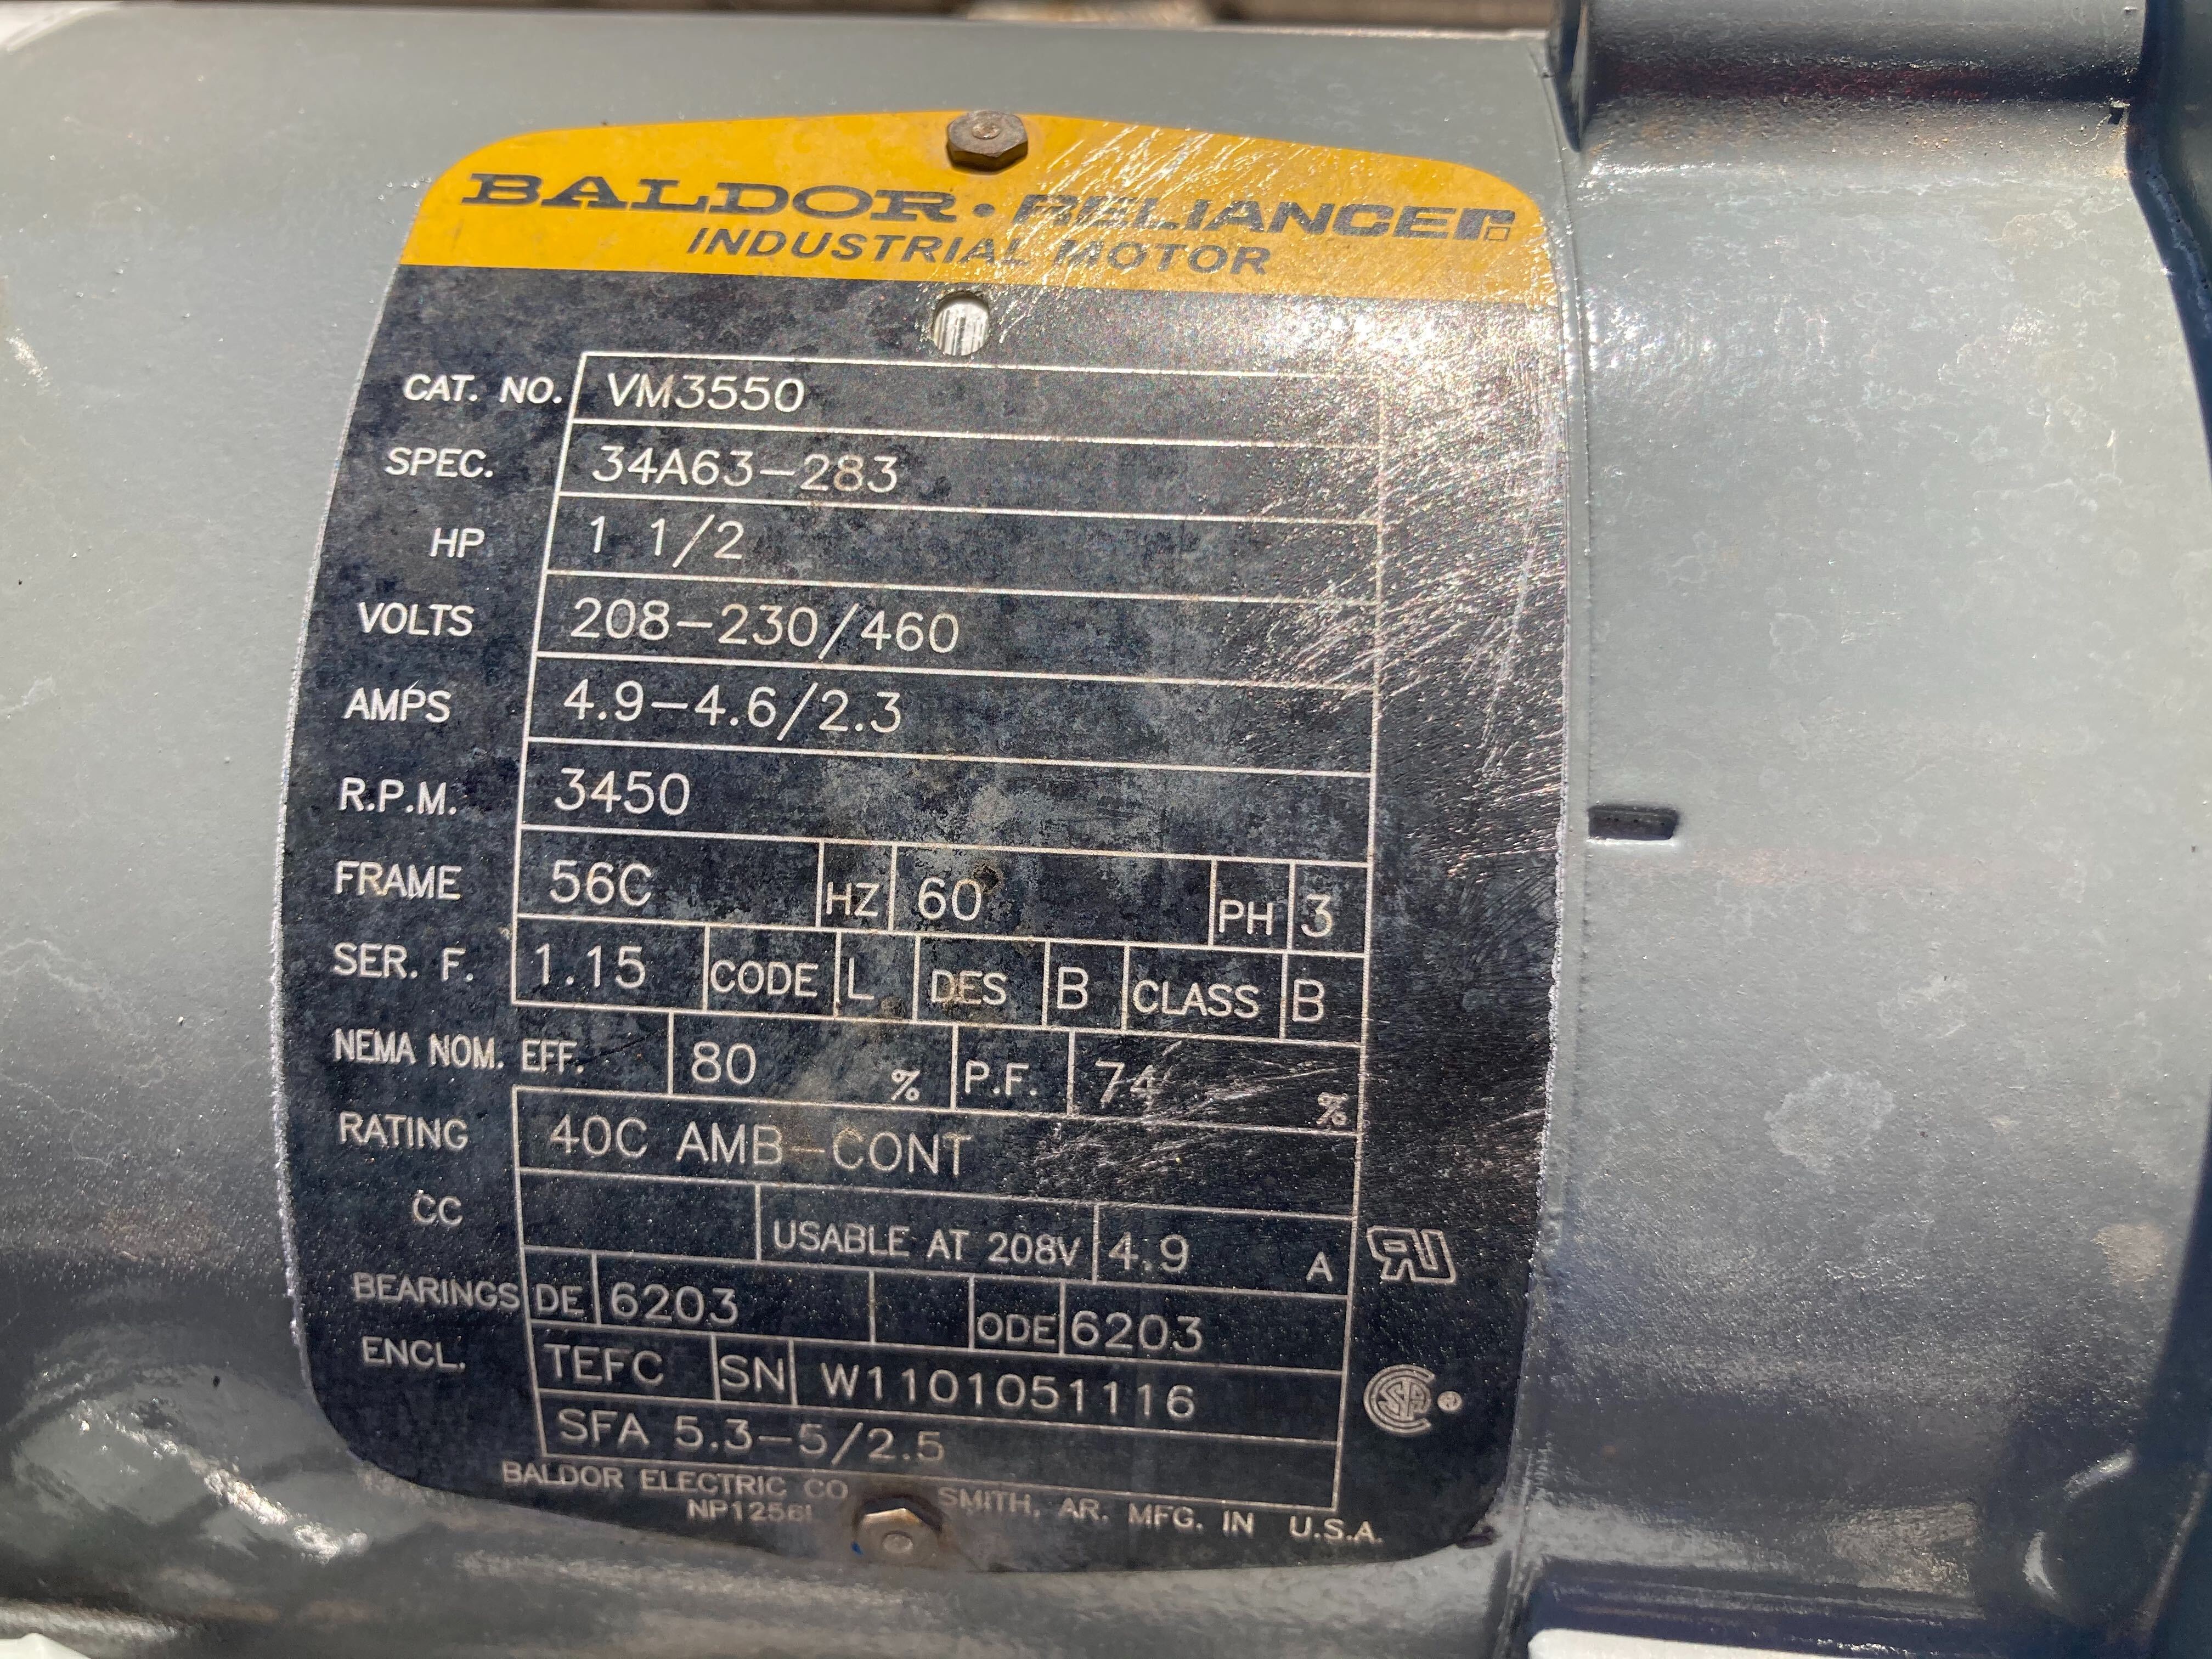 BALDOR • RELIANCE
INDUSTRIAL MOTOR
CAT. NO. VM3550
SPEC. 34A63-283
HP 1 1/2
VOLTS 208-230/460
AMPS 4.9-4.6/2.3
R.P.M. 3450
FRAME 56C HZ 60 PH 3
SER. F. 1.15 CODE L DES B CLASS B
NEMA NOM. EFF. 80 % P.F. 74 %
RATING 40C AMB-CONT
CC USABLE AT 208V 4.9 A
BEARINGS DE 6203 ODE 6203
ENCL. TEFC SN W1101051116
SFA 5.3-5/2.5
BALDOR ELECTRIC CO SMITH, AR. MFG. IN U.S.A.